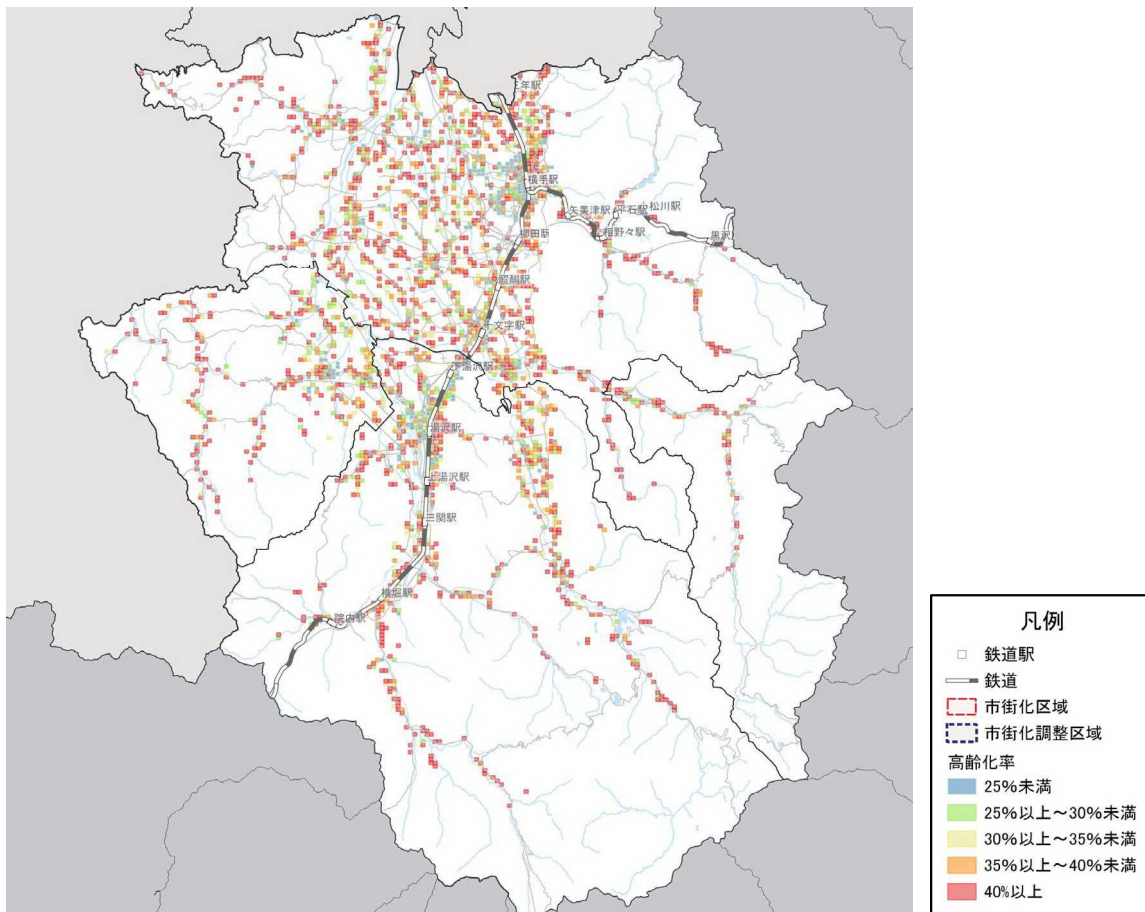 三年駅
横手駅
矢美津駅
平石駅
松川駅
相野々駅
黒沢
柳田駅
醍醐駅
十文字駅
下湯沢駅
湯沢駅
上湯沢駅
三関駅
横堀駅
院内駅
凡例
鉄道駅
鉄道
市街化区域
市街化調整区域
高齢化率
25%未満
25%以上～30%未満
30%以上～35%未満
35%以上～40%未満
40%以上